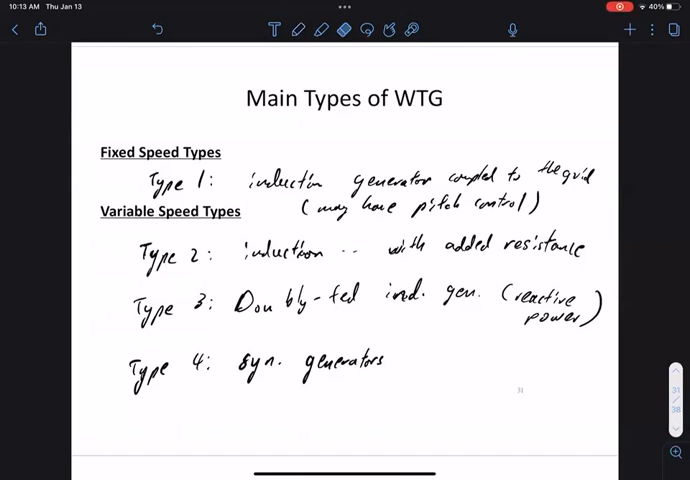 10:13 AM Thu Jan 13
40%
Main Types of WTG
Fixed Speed Types
Type 1: induction generator coupled to the grid
(may have pitch control)
Variable Speed Types
Type 2: induction .. with added resistance
Type 3: Doubly-fed ind. gen. (reactive
power)
Type 4: syn. generators
31
31
38